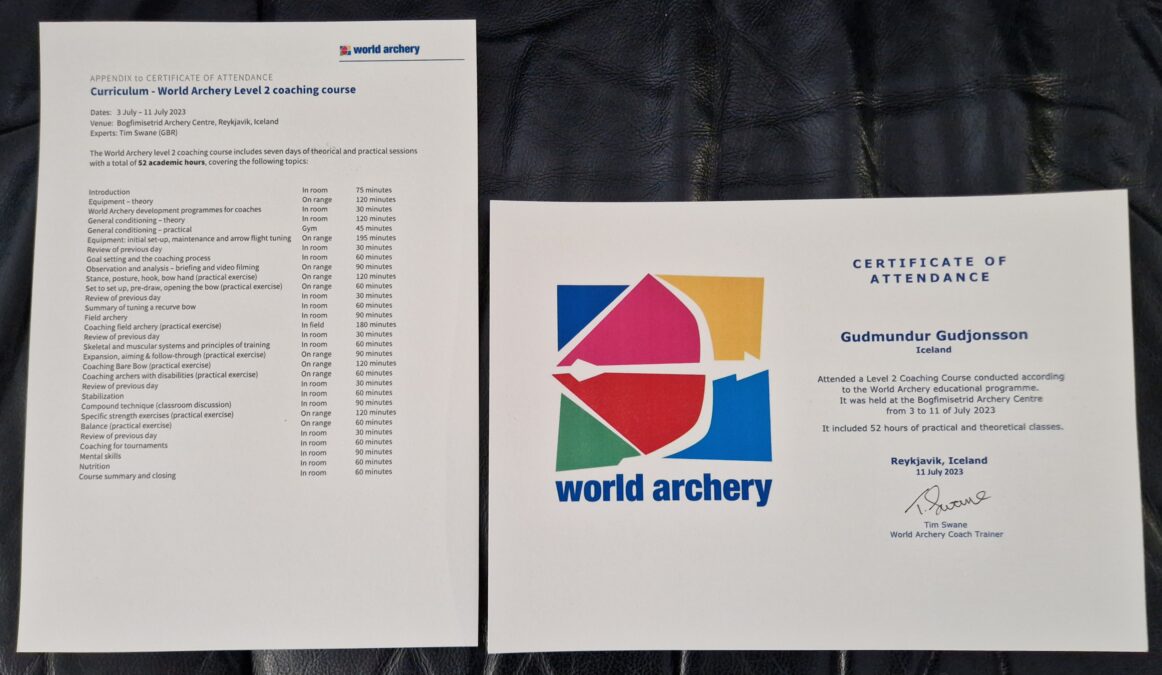 world archery
APPENDIX to CERTIFICATE OF ATTENDANCE
Curriculum - World Archery Level 2 coaching course
Dates: 3 July – 11 July 2023
Venue: Bogfimisetrid Archery Centre, Reykjavik, Iceland
Experts: Tim Swane (GBR)
The World Archery level 2 coaching course includes seven days of theorical and practical sessions
with a total of 52 academic hours, covering the following topics:
Introduction In room 75 minutes
Equipment – theory On range 120 minutes
World Archery development programmes for coaches In room 30 minutes
General conditioning – theory In room 120 minutes
General conditioning – practical Gym 45 minutes
Equipment: initial set-up, maintenance and arrow flight tuning On range 195 minutes
Review of previous day In room 30 minutes
Goal setting and the coaching process In room 60 minutes
Observation and analysis – briefing and video filming On range 90 minutes
Stance, posture, hook, bow hand (practical exercise) On range 120 minutes
Set to set up, pre-draw, opening the bow (practical exercise) On range 60 minutes
Review of previous day In room 30 minutes
Summary of tuning a recurve bow In room 60 minutes
Field archery In room 90 minutes
Coaching field archery (practical exercise) In field 180 minutes
Review of previous day In room 30 minutes
Skeletal and muscular systems and principles of training In room 60 minutes
Expansion, aiming & follow-through (practical exercise) On range 90 minutes
Coaching Bare Bow (practical exercise) On range 120 minutes
Coaching archers with disabilities (practical exercise) On range 60 minutes
Review of previous day In room 30 minutes
Stabilization In room 60 minutes
Compound technique (classroom discussion) In room 90 minutes
Specific strength exercises (practical exercise) On range 120 minutes
Balance (practical exercise) On range 60 minutes
Review of previous day In room 30 minutes
Coaching for tournaments In room 60 minutes
Mental skills In room 90 minutes
Nutrition In room 60 minutes
Course summary and closing In room 60 minutes
world archery
CERTIFICATE OF
ATTENDANCE
Gudmundur Gudjonsson
Iceland
Attended a Level 2 Coaching Course conducted according
to the World Archery educational programme.
It was held at the Bogfimisetrid Archery Centre
from 3 to 11 of July 2023
It included 52 hours of practical and theoretical classes.
Reykjavik, Iceland
11 July 2023
T. Swane
Tim Swane
World Archery Coach Trainer